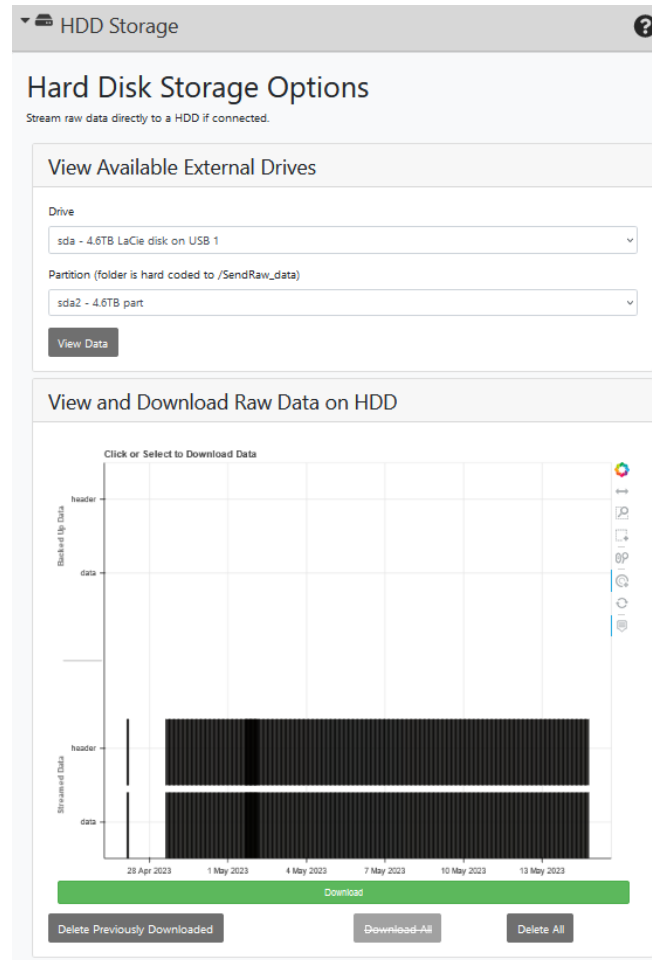 HDD Storage
Hard Disk Storage Options
Stream raw data directly to a HDD if connected.
View Available External Drives
Drive
sda - 4.6TB LaCie disk on USB 1
Partition (folder is hard coded to /SendRaw_data)
sda2 - 4.6TB part
View Data
View and Download Raw Data on HDD
Click or Select to Download Data
Backed Up Data
header
data
Streamed Data
header
data
28 Apr 2023 1 May 2023 4 May 2023 7 May 2023 10 May 2023 13 May 2023
Download
Delete Previously Downloaded Download All Delete All